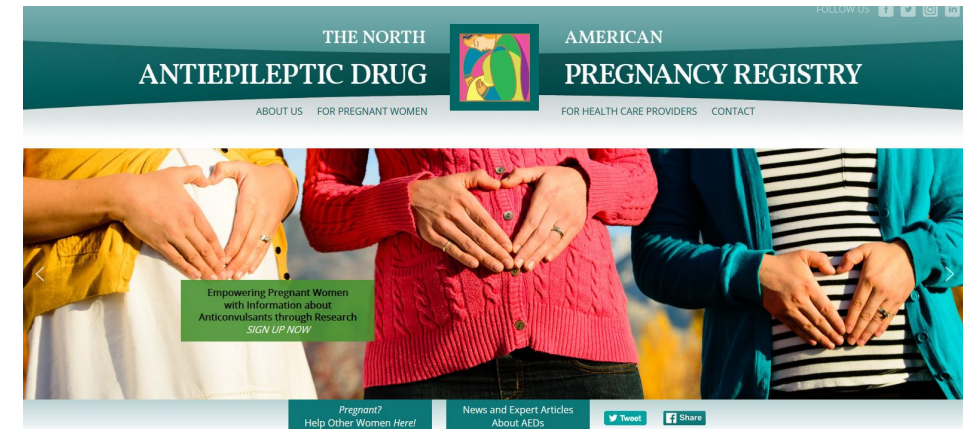 FOLLOW US
THE NORTH AMERICAN
ANTIEPILEPTIC DRUG PREGNANCY REGISTRY
ABOUT US FOR PREGNANT WOMEN FOR HEALTH CARE PROVIDERS CONTACT
Empowering Pregnant Women
with Information about
Anticonvulsants through Research
SIGN UP NOW
Pregnant?
Help Other Women Here!
News and Expert Articles
About AEDs
Tweet
Share